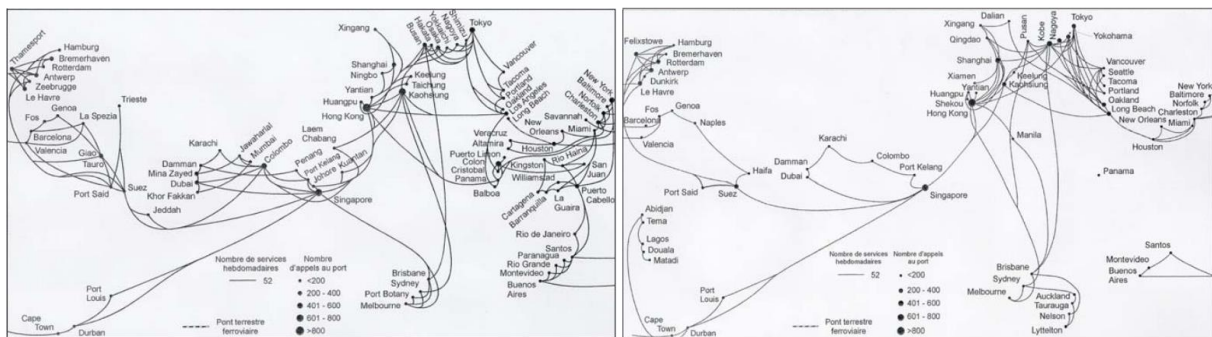 Thamesport
Hamburg
Bremerhaven
Rotterdam
Antwerp
Zeebrugge
Le Havre
Trieste
Genoa
La Spezia
Fos
Barcelona
Valencia
Giao
Tauro
Port Said
Suez
Jeddah
Karachi
Jawaharlal
Mumbai
Colombo
Damman
Mina Zayed
Dubai
Khor Fakkan
Xingang
Shanghai
Ningbo
Yantian
Huangpu
Hong Kong
Laem
Chabang
Penang
Port Kelang
Johore
Kuantan
Singapore
Busan
Hakata
Osaka
Yokkaichi
Nagoya
Shimizu
Tokyo
Keelung
Taichung
Kaohsiung
Vancouver
Tacoma
Portland
Oakland
Los Angeles
Long Beach
New York
Baltimore
Norfolk
Charleston
Savannah
New
Orleans
Miami
Houston
Veracruz
Altamira
Puerto Limon
Colon
Cristobal
Panama
Balboa
Kingston
Williamstad
Rio Haina
San
Juan
Puerto
Cabello
Cartagena
Barranquilla
La
Guaira
Rio de Janeiro
Santos
Paranagua
Rio Grande
Montevideo
Buenos
Aires
Brisbane
Sydney
Port Botany
Melbourne
Port
Louis
Cape
Town
Durban
Nombre de services
hebdomadaires
52
Nombre
d'appels au port
<200
200 - 400
401 - 600
601 - 800
>800
Pont terrestre
ferroviaire
Felixstowe
Hamburg
Bremerhaven
Rotterdam
Antwerp
Dunkirk
Le Havre
Fos
Genoa
Barcelona
Naples
Valencia
Port Said
Suez
Haifa
Karachi
Damman
Dubai
Colombo
Port Kelang
Singapore
Abidjan
Tema
Lagos
Douala
Matadi
Xingang
Dalian
Qingdao
Shanghai
Xiamen
Yantian
Huangpu
Shekou
Hong Kong
Pusan
Kobe
Nagoya
Tokyo
Yokohama
Keelung
Kaohsiung
Manila
Vancouver
Seattle
Tacoma
Portland
Oakland
Long Beach
New Orleans
New York
Baltimore
Norfolk
Charleston
Miami
Houston
Panama
Santos
Montevideo
Buenos
Aires
Brisbane
Sydney
Melbourne
Auckland
Taurauga
Nelson
Lyttelton
Port
Louis
Cape
Town
Durban
Nombre de services
hebdomadaires
52
Nombre d'appels
au port
<200
200 - 400
401 - 600
601 - 800
>800
Pont terrestre
ferroviaire